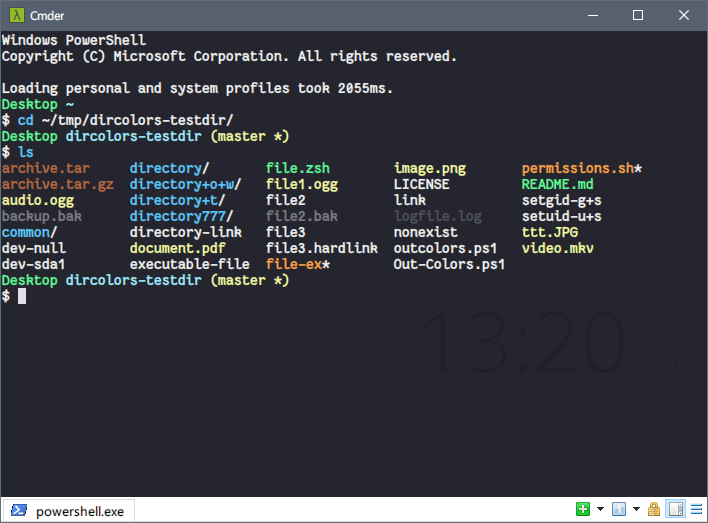 Cmder
Windows PowerShell
Copyright (C) Microsoft Corporation. All rights reserved.
Loading personal and system profiles took 2055ms.
Desktop ~
$ cd ~/tmp/dircolors-testdir/
Desktop dircolors-testdir (master *)
$ ls
archive.tar directory/ file.zsh image.png permissions.sh*
archive.tar.gz directory+o+w/ file1.ogg LICENSE README.md
audio.ogg directory+t/ file2 link setgid-g+s
backup.bak directory777/ file2.bak logfile.log setuid-u+s
common/ directory-link file3 nonexist ttt.JPG
dev-null document.pdf file3.hardlink outcolors.ps1 video.mkv
dev-sda1 executable-file file-ex* Out-Colors.ps1
Desktop dircolors-testdir (master *)
$
13:20 23
powershell.exe